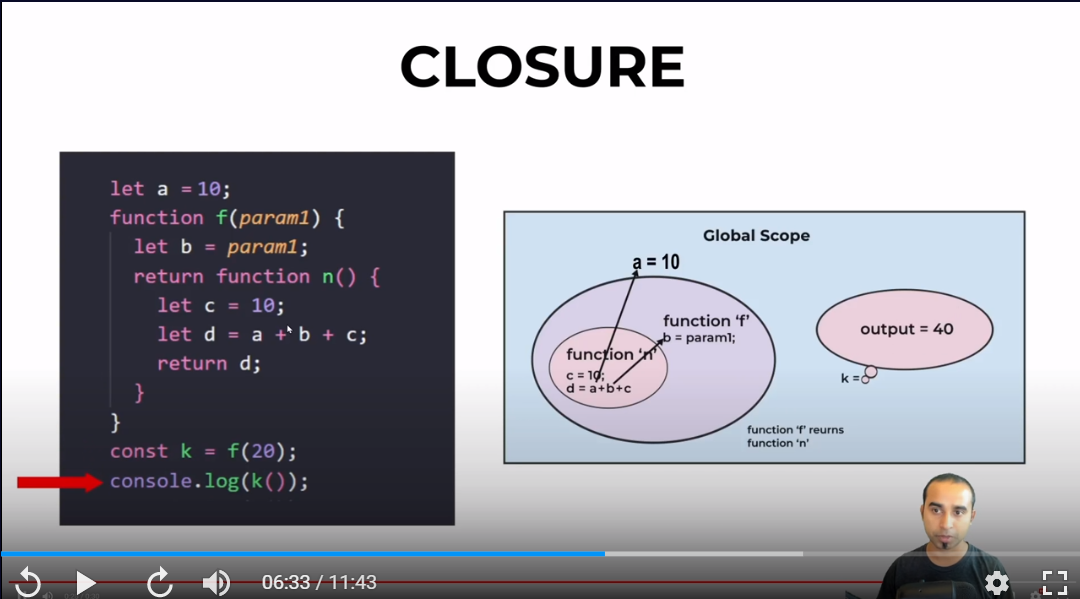 CLOSURE
let a = 10;
function f(param1) {
let b = param1;
return function n() {
let c = 10;
let d = a + b + c;
return d;
}
}
const k = f(20);
console.log(k());
Global Scope
a = 10
function ‘f’
b = param1;
function ‘n’
c = 10;
d = a+b+c
output = 40
k =
function ‘f’ reurns
function ‘n’
06:33 / 11:43